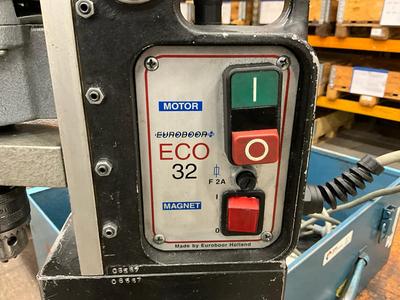 MOTOR
I
EUROBOOR
ECO
32
O
F 2A
I
MAGNET
0
Made by Euroboor Holland